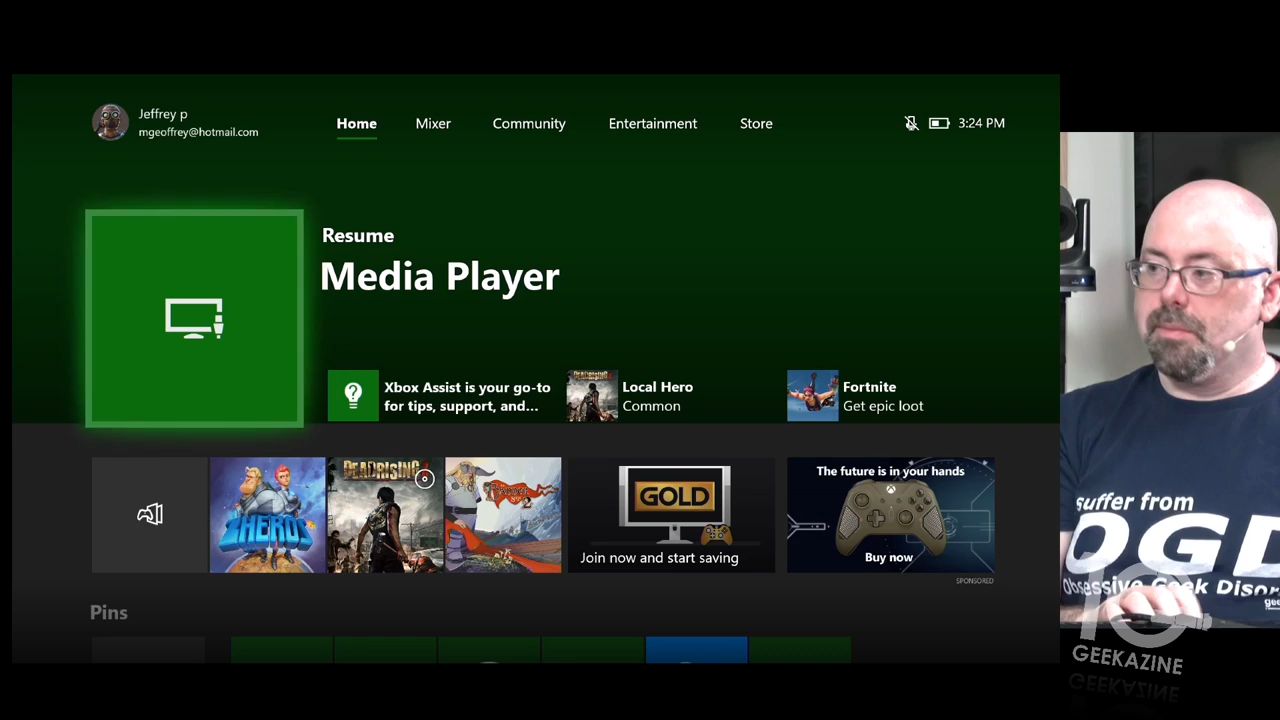 Jeffrey p
mgeoffrey@hotmail.com
Home
Mixer
Community
Entertainment
Store
3:24 PM
Resume
Media Player
Xbox Assist is your go-to
for tips, support, and...
Local Hero
Common
Fortnite
Get epic loot
DEADRISING
GOLD
Join now and start saving
The future is in your hands
Buy now
SPONSORED
Pins
suffer from
OGD
Obsessive Geek Disor
gee
GEEKAZINE